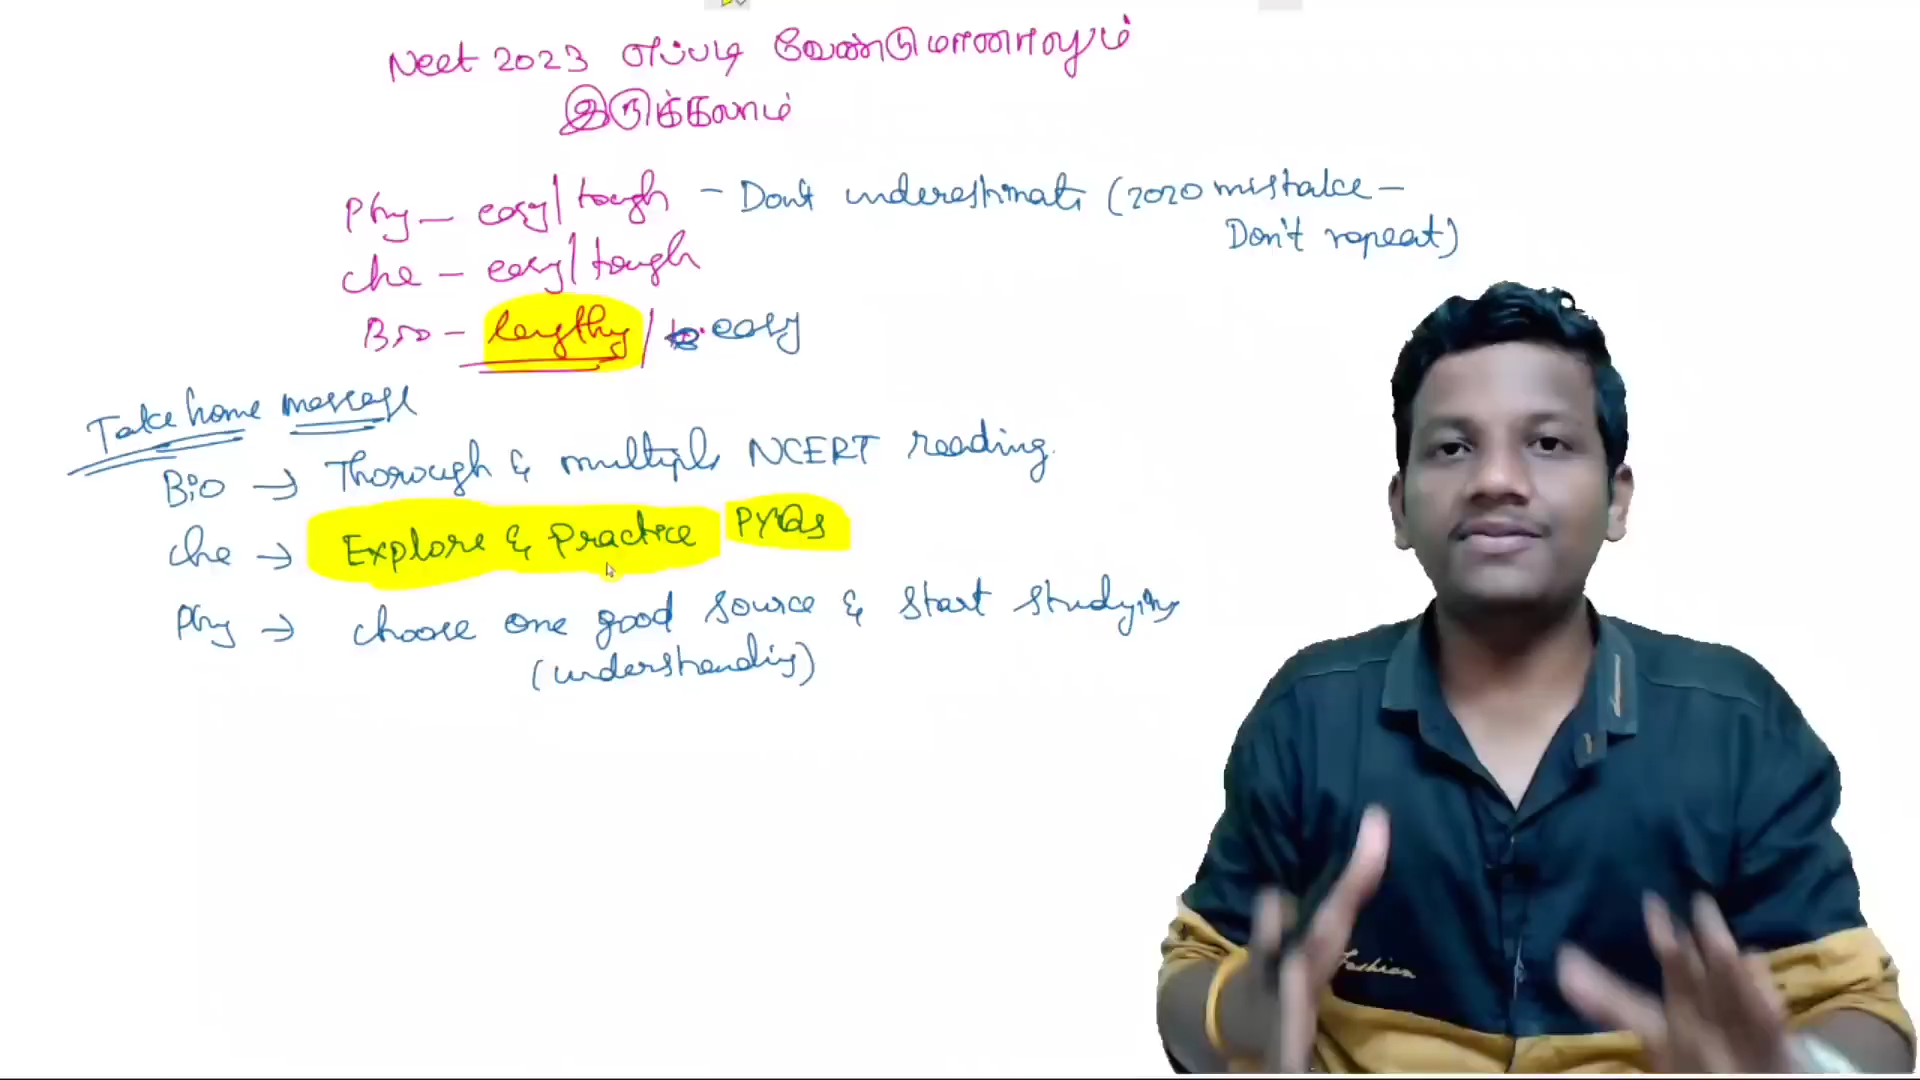 Neet 2023 எப்படி வேண்டுமானாலும்
இருக்கலாம்
Phy - easy/tough - Don't underestimate (2020 mistake -
Don't repeat)
che - easy/tough
Bio - lengthy / easy
Take home message
Bio → Thorough & multiple NCERT reading.
che → Explore & Practice PYQs
Phy → choose one good source & start studying
(understanding)
Fashion